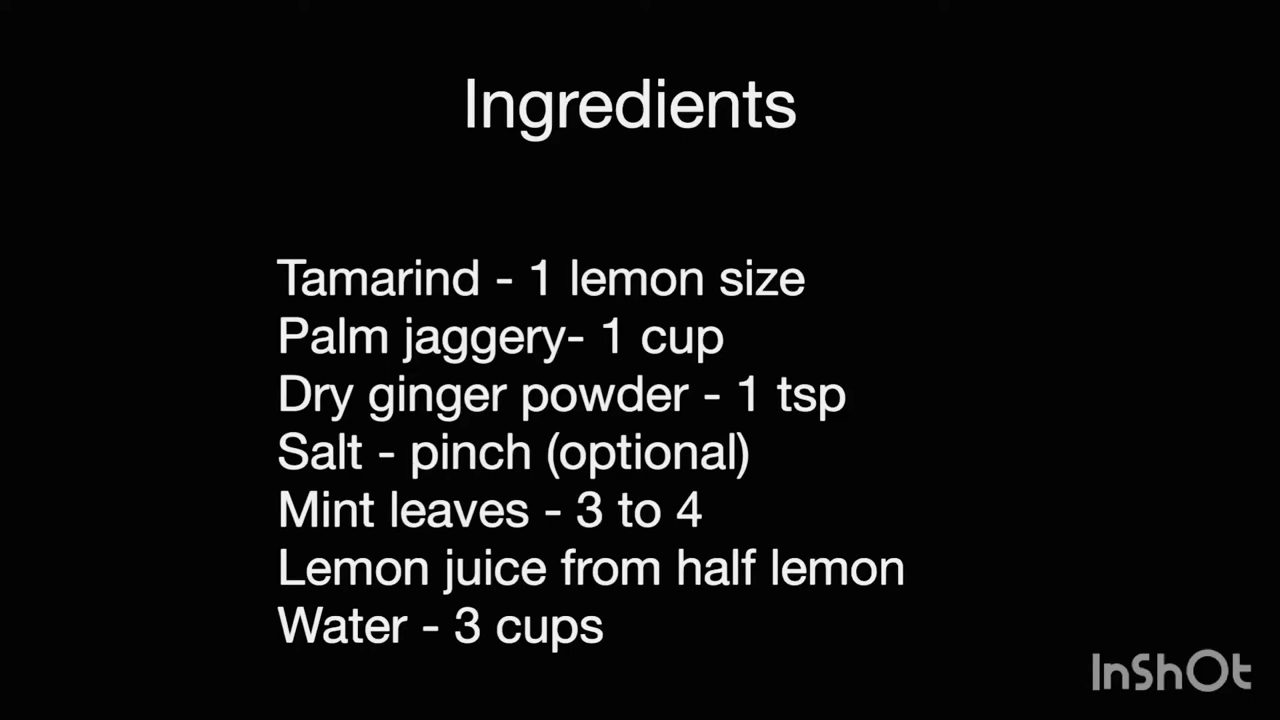 Ingredients
Tamarind - 1 lemon size
Palm jaggery- 1 cup
Dry ginger powder - 1 tsp
Salt - pinch (optional)
Mint leaves - 3 to 4
Lemon juice from half lemon
Water - 3 cups
InShOt